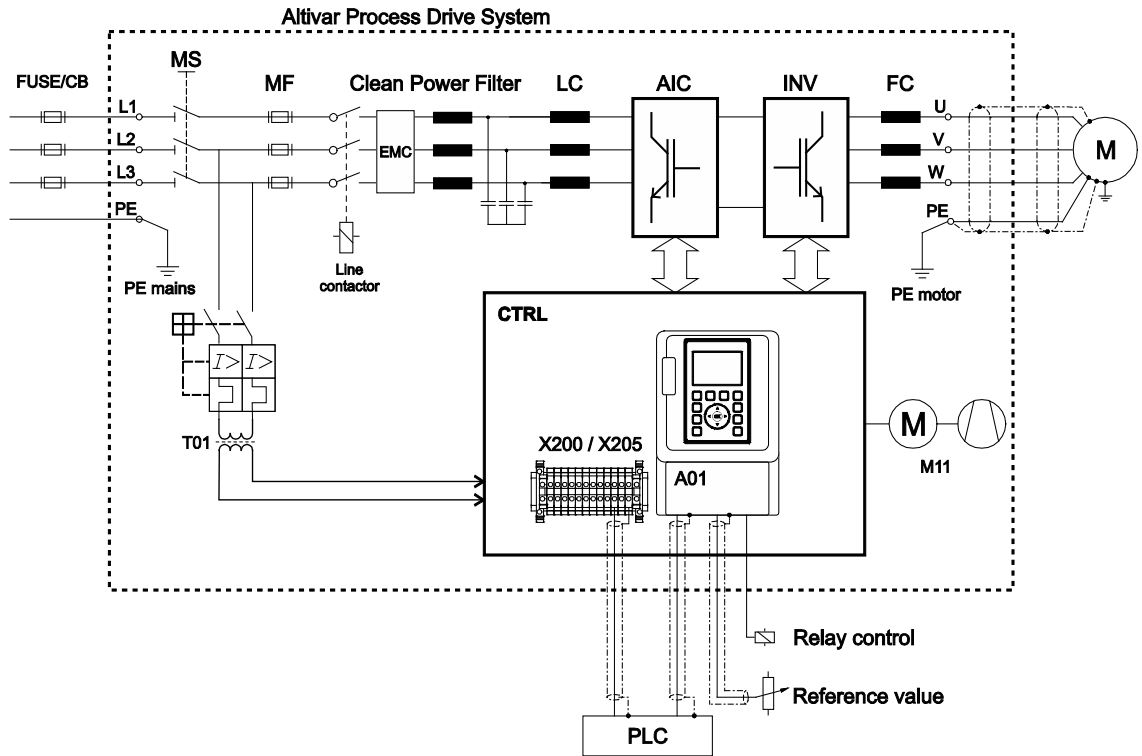 Altivar Process Drive System
MS
FUSE/CB
MF
Clean Power Filter
LC
AIC
INV
FC
L1
U
L2
EMC
V
M
L3
W
PE
PE
PE mains
Line
contactor
PE motor
CTRL
I>
I>
T01
X200 / X205
A01
M
M11
Relay control
Reference value
PLC